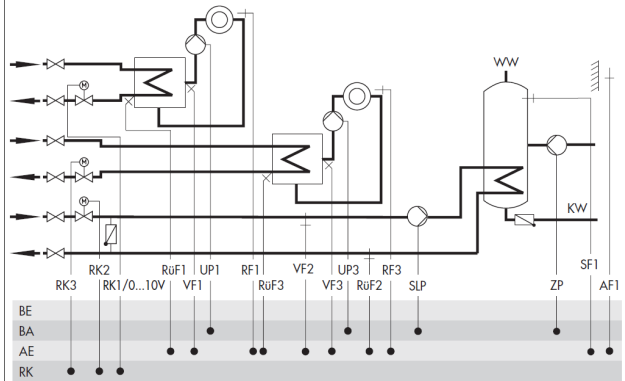 M
M
M
WW
KW
RK3
RK2
RK1/0...10V
RüF1
VF1
UP1
RF1
RüF3
VF2
VF3
UP3
RüF2
RF3
SLP
ZP
SF1
AF1
BE
BA
AE
RK